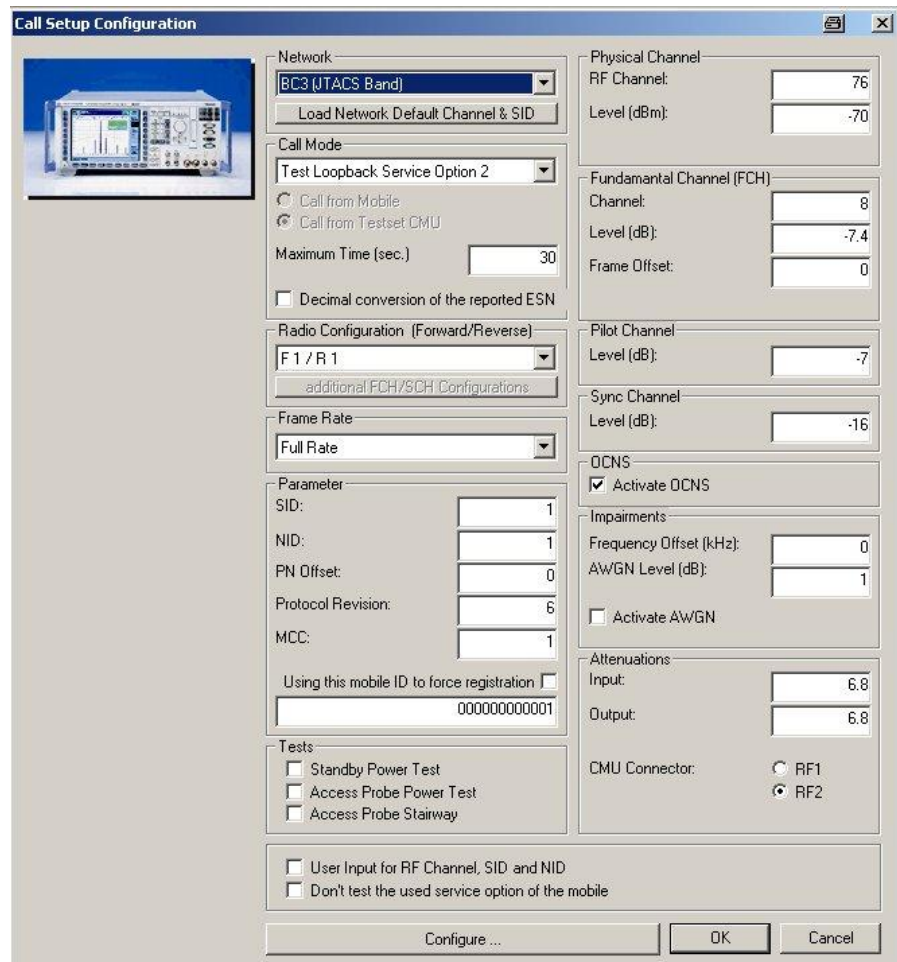 Call Setup Configuration
Network
BC3 (JTACS Band)
Load Network Default Channel & SID
Call Mode
Test Loopback Service Option 2
Call from Mobile
Call from Testset CMU
Maximum Time (sec.) 30
Decimal conversion of the reported ESN
Radio Configuration (Forward/Reverse)
F 1 / R 1
additional FCH/SCH Configurations
Frame Rate
Full Rate
Parameter
SID: 1
NID: 1
PN Offset: 0
Protocol Revision: 6
MCC: 1
Using this mobile ID to force registration
000000000001
Tests
Standby Power Test
Access Probe Power Test
Access Probe Stairway
Physical Channel
RF Channel: 76
Level (dBm): -70
Fundamantal Channel (FCH)
Channel: 8
Level (dB): -7.4
Frame Offset: 0
Pilot Channel
Level (dB): -7
Sync Channel
Level (dB): -16
OCNS
Activate OCNS
Impairments
Frequency Offset (kHz): 0
AWGN Level (dB): 1
Activate AWGN
Attenuations
Input: 6.8
Output: 6.8
CMU Connector: RF1
RF2
User Input for RF Channel, SID and NID
Don't test the used service option of the mobile
Configure ...
OK
Cancel